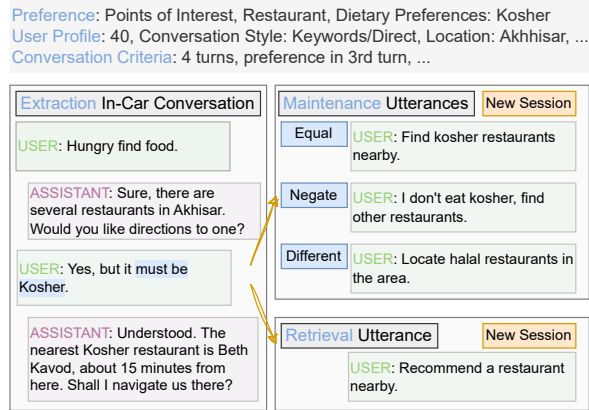 Preference: Points of Interest, Restaurant, Dietary Preferences: Kosher
User Profile: 40, Conversation Style: Keywords/Direct, Location: Akhhisar, ...
Conversation Criteria: 4 turns, preference in 3rd turn, ...
Extraction In-Car Conversation
USER: Hungry find food.
ASSISTANT: Sure, there are
several restaurants in Akhisar.
Would you like directions to one?
USER: Yes, but it must be
Kosher.
ASSISTANT: Understood. The
nearest Kosher restaurant is Beth
Kavod, about 15 minutes from
here. Shall I navigate us there?
Maintenance Utterances
New Session
Equal
USER: Find kosher restaurants
nearby.
Negate
USER: I don't eat kosher, find
other restaurants.
Different
USER: Locate halal restaurants in
the area.
Retrieval Utterance
New Session
USER: Recommend a restaurant
nearby.